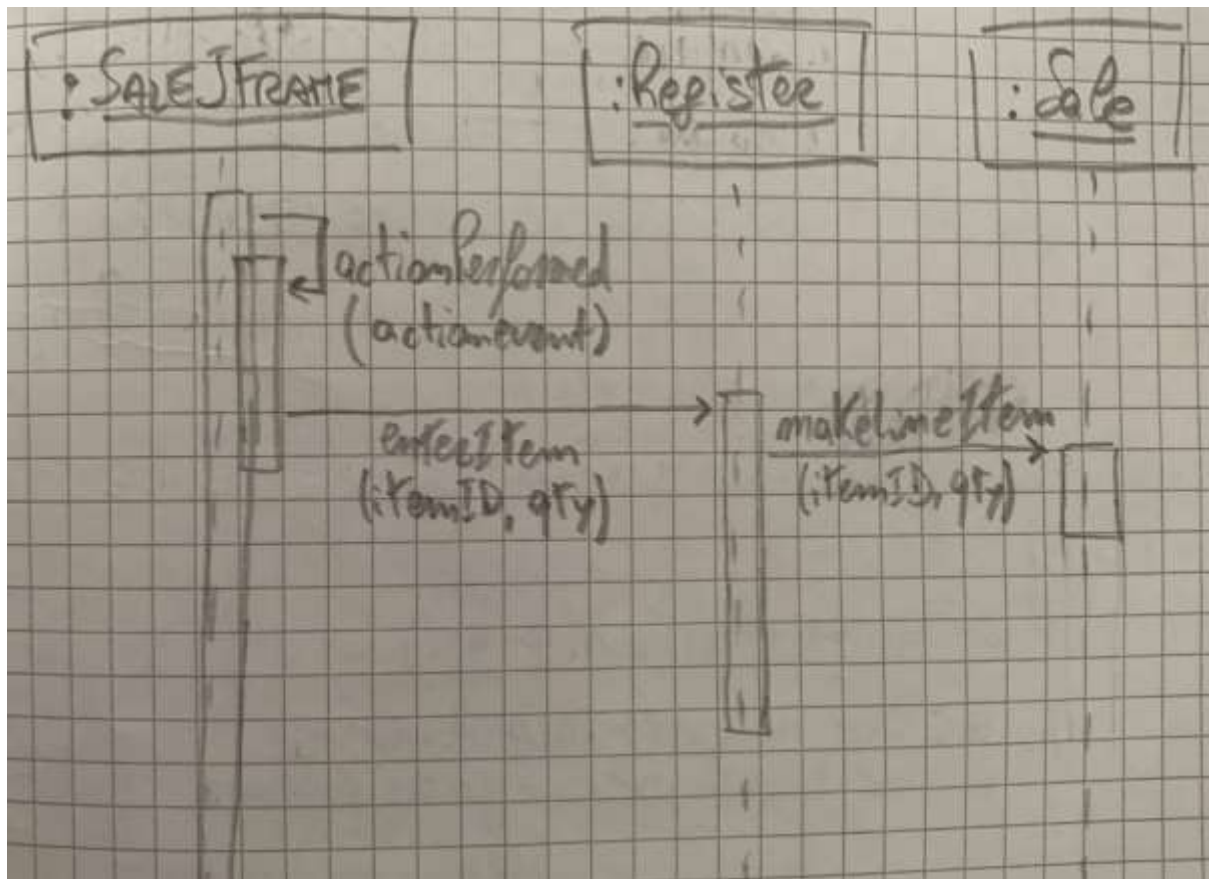 :SALEJFRAME
:Register
:Sale
actionPerformed
(actionevent)
enterItem
(itemID, qty)
makeLineItem
(itemID, qty)